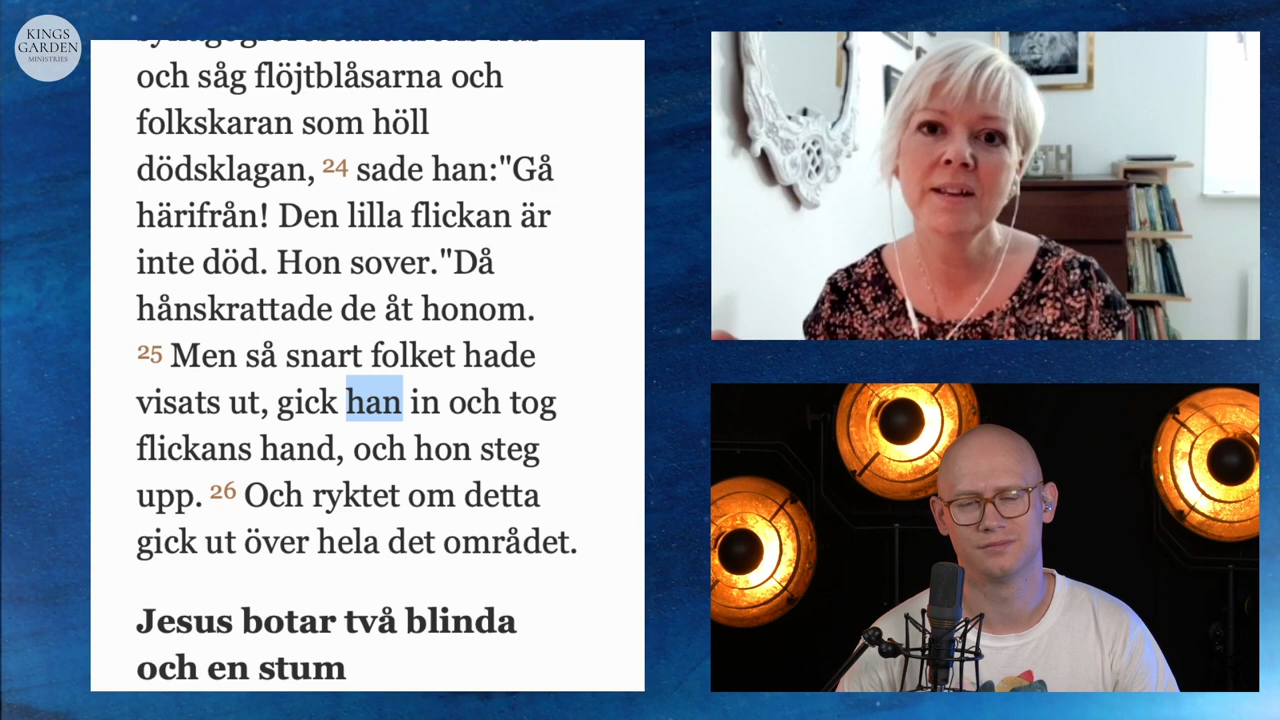 KINGS
GARDEN
MINISTRIES
och såg flöjtblåsarna och
folkskaran som höll
dödsklagan, 24 sade han:"Gå
härifrån! Den lilla flickan är
inte död. Hon sover."Då
hånskrattade de åt honom.
25 Men så snart folket hade
visats ut, gick han in och tog
flickans hand, och hon steg
upp. 26 Och ryktet om detta
gick ut över hela det området.
Jesus botar två blinda
och en stum